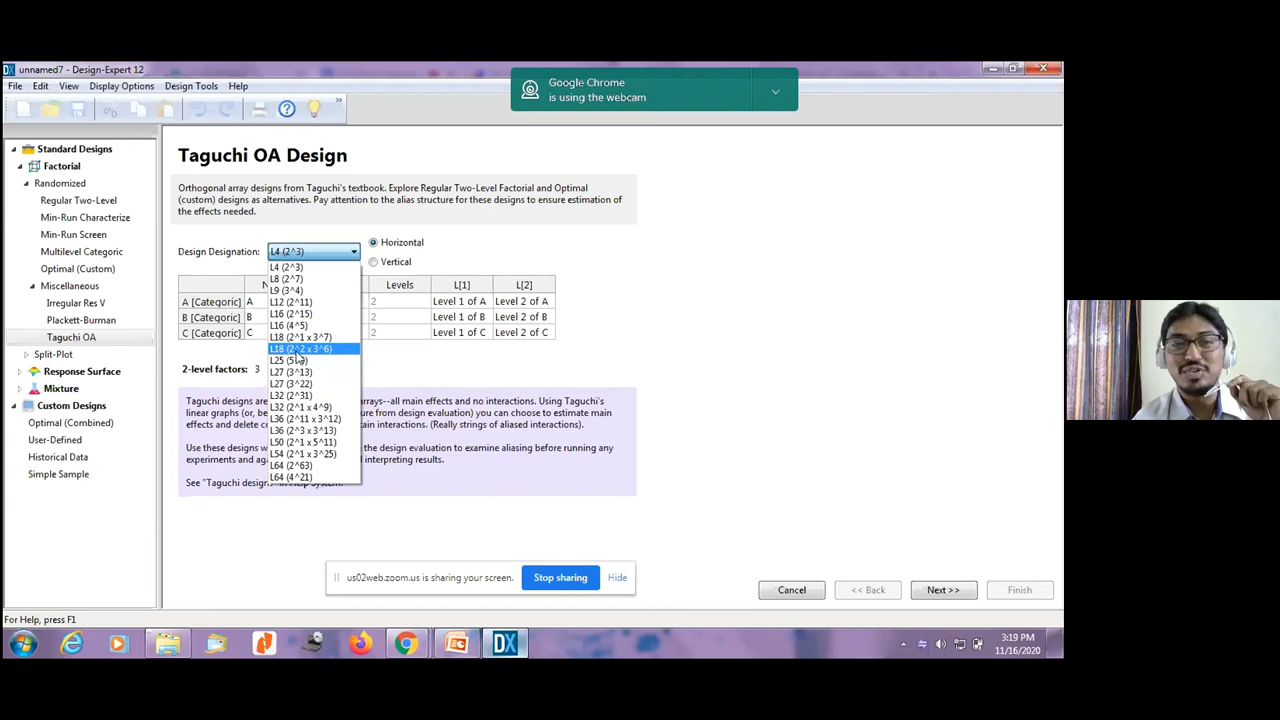 unnamed7 - Design-Expert 12
File Edit View Display Options Design Tools Help
Google Chrome
is using the webcam
Standard Designs
Factorial
Randomized
Regular Two-Level
Min-Run Characterize
Min-Run Screen
Multilevel Categoric
Optimal (Custom)
Miscellaneous
Irregular Res V
Plackett-Burman
Taguchi OA
Split-Plot
Response Surface
Mixture
Custom Designs
Optimal (Combined)
User-Defined
Historical Data
Simple Sample
Taguchi OA Design
Orthogonal array designs from Taguchi's textbook. Explore Regular Two-Level Factorial and Optimal
(custom) designs as alternatives. Pay attention to the alias structure for these designs to ensure estimation of
the effects needed.
Design Designation: L4 (2^3)
Horizontal
Vertical
L4 (2^3)
L8 (2^7)
L9 (3^4)
L12 (2^11)
L16 (2^15)
L16 (4^5)
L18 (2^1 x 3^7)
L18 (2^2 x 3^6)
L25
L27 (3^13)
L27 (3^22)
L32 (2^31)
L32 (2^1 x 4^9)
L36 (2^11 x 3^12)
L36 (2^3 x 3^13)
L50 (2^1 x 5^11)
L54 (2^1 x 3^25)
L64 (2^63)
L64 (4^21)
Levels L[1] L[2]
A [Categoric] A 2 Level 1 of A Level 2 of A
B [Categoric] B 2 Level 1 of B Level 2 of B
C [Categoric] C 2 Level 1 of C Level 2 of C
2-level factors: 3
Taguchi designs are arrays--all main effects and no interactions. Using Taguchi's
linear graphs (or, be from design evaluation) you can choose to estimate main
effects and delete interactions. (Really strings of aliased interactions).
Use these designs the design evaluation to examine aliasing before running any
experiments and interpreting results.
See "Taguchi designs" in Help System.
us02web.zoom.us is sharing your screen. Stop sharing Hide
Cancel << Back Next >> Finish
For Help, press F1
DX
3:19 PM
11/16/2020